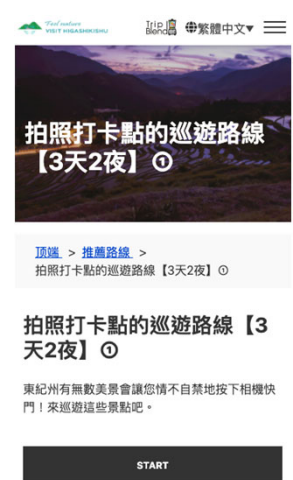 Feel nature
VISIT HIGASHIKISHU
Trip
Blend
繁體中文▾
拍照打卡點的巡遊路線
【3天2夜】①
顶端 > 推薦路線 >
拍照打卡點的巡遊路線【3天2夜】①
拍照打卡點的巡遊路線【3
天2夜】①
東紀州有無數美景會讓您情不自禁地按下相機快
門！來巡遊這些景點吧。
START